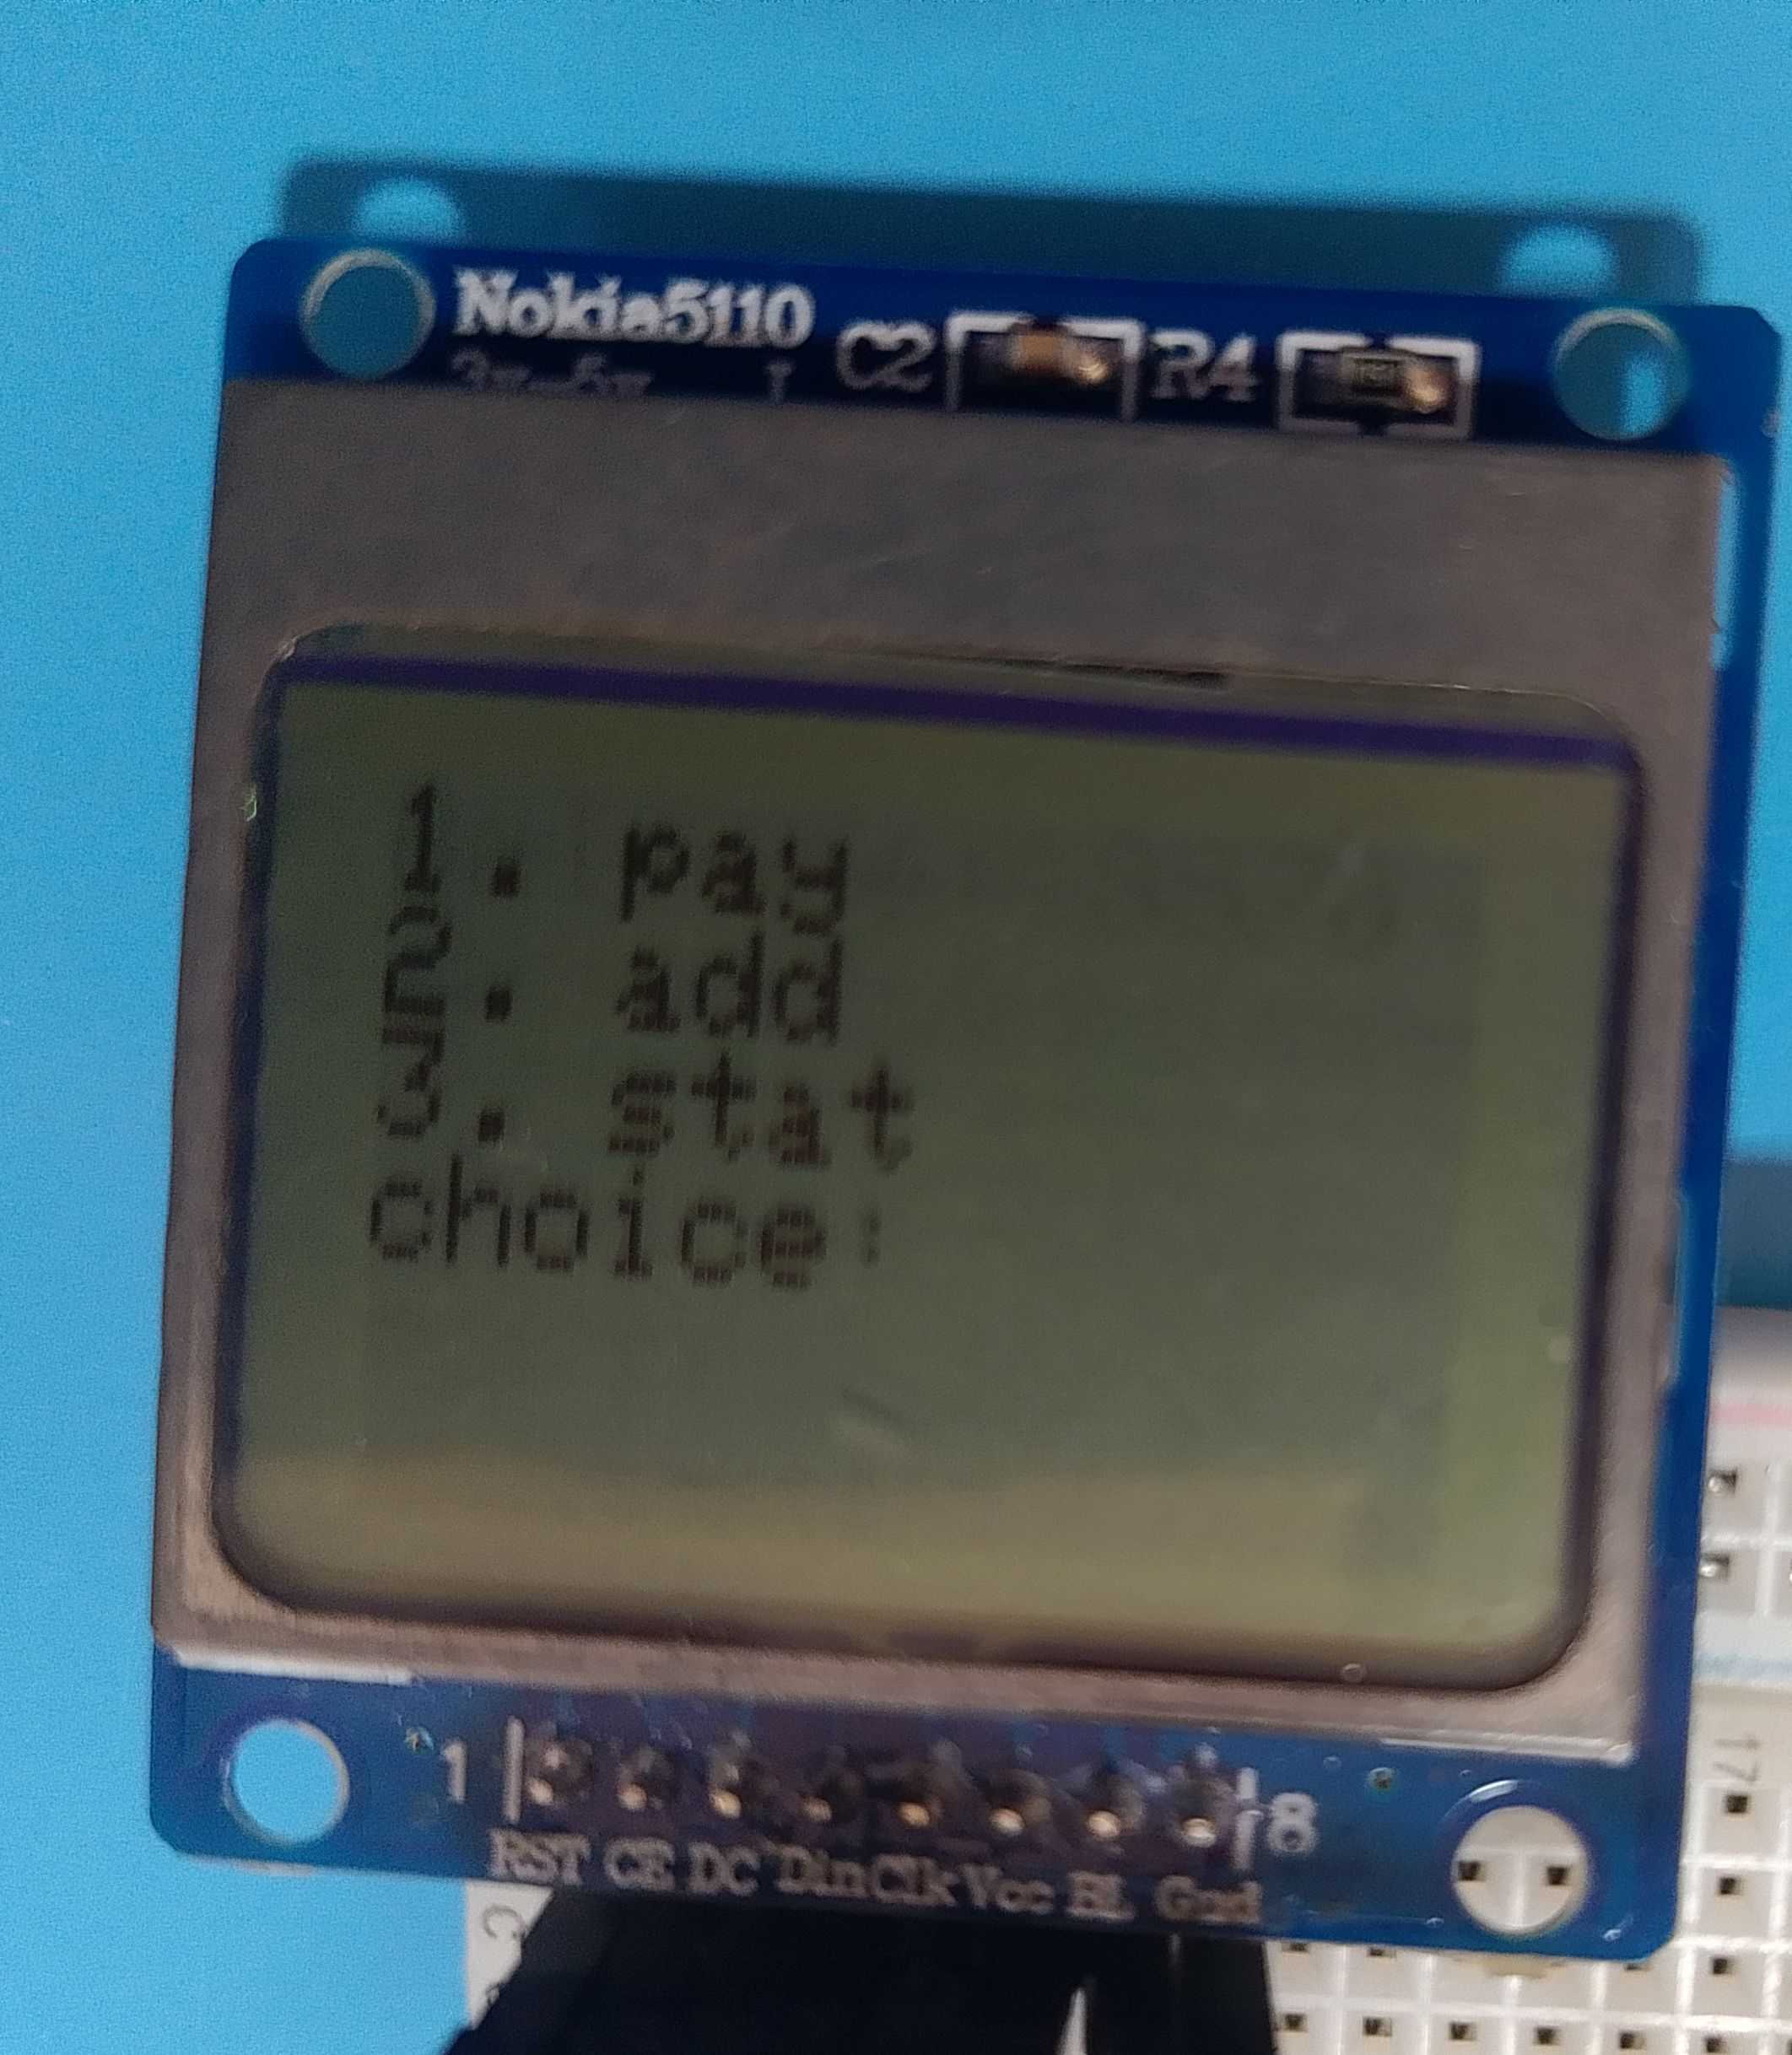 Nokia5110
C2 R4
1. pay
2. add
3. stat
choice:
1 8
RST CE DC Din Clk Vcc BL Gnd
17
C